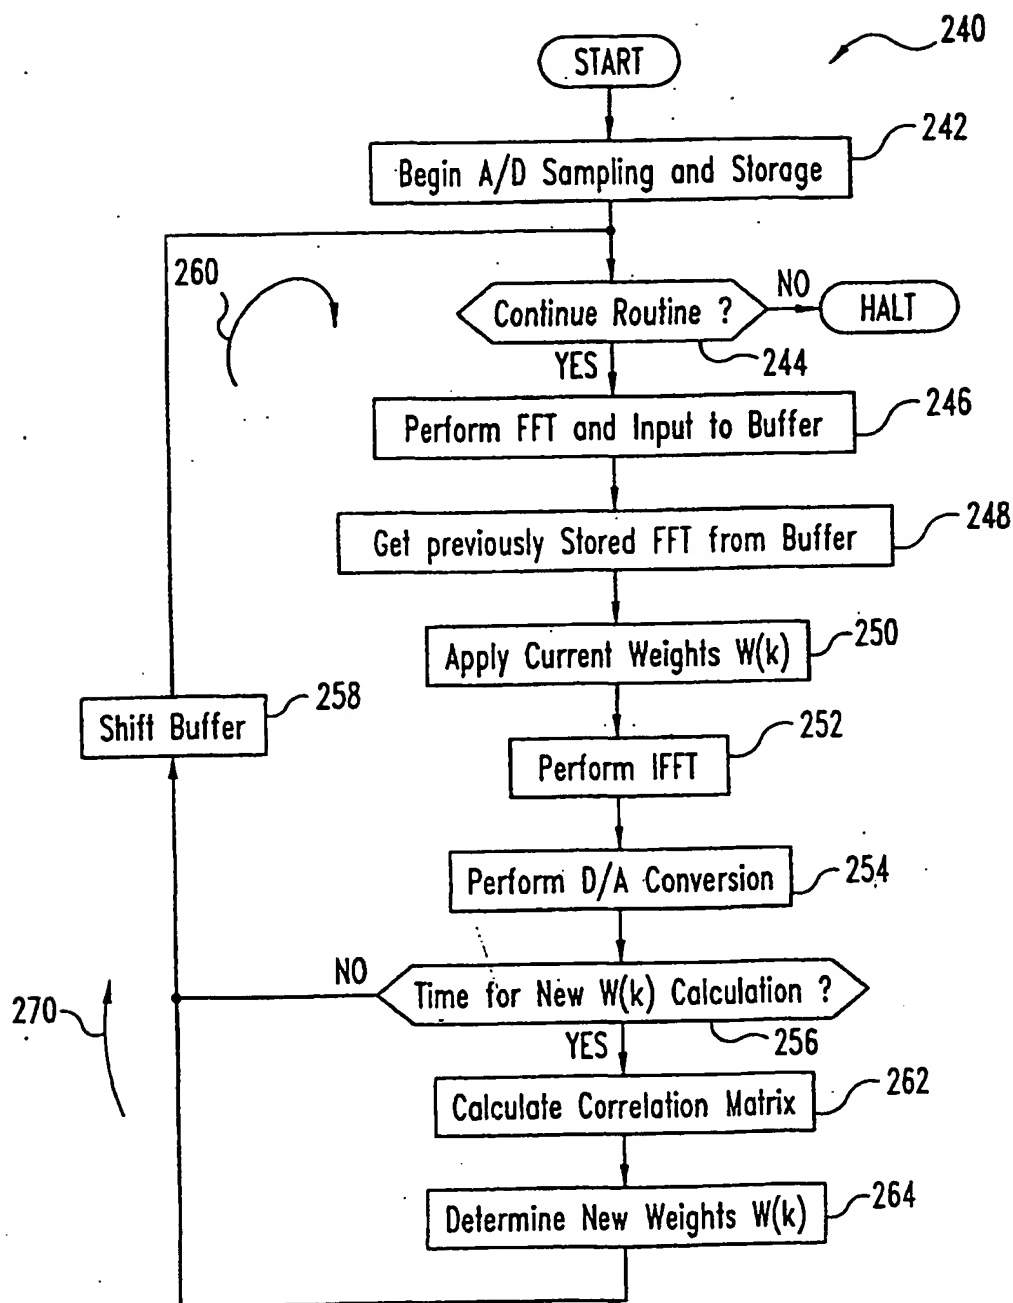 240
START
242
Begin A/D Sampling and Storage
260
Continue Routine ?
NO
HALT
YES
244
246
Perform FFT and Input to Buffer
248
Get previously Stored FFT from Buffer
250
Apply Current Weights W(k)
258
Shift Buffer
252
Perform IFFT
254
Perform D/A Conversion
NO
Time for New W(k) Calculation ?
270
YES
256
262
Calculate Correlation Matrix
264
Determine New Weights W(k)